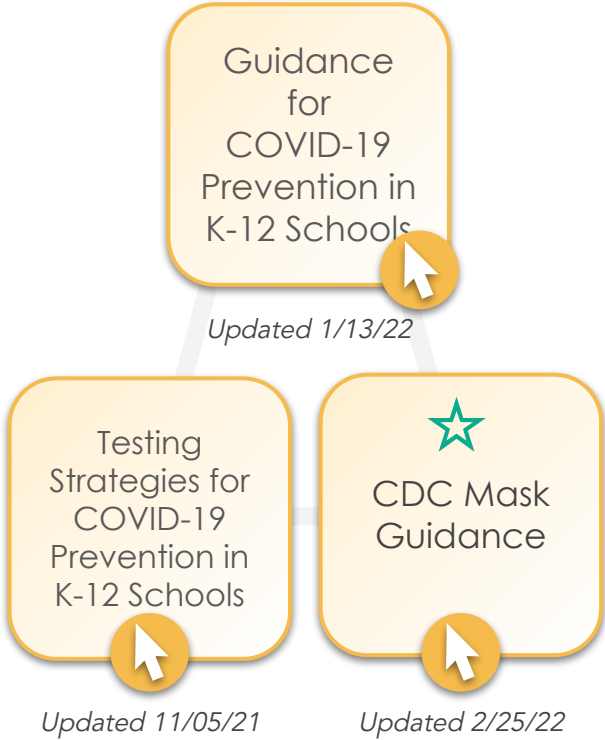 Guidance
for
COVID-19
Prevention in
K-12 Schools
Updated 1/13/22
Testing
Strategies for
COVID-19
Prevention in
K-12 Schools
Updated 11/05/21
CDC Mask
Guidance
Updated 2/25/22